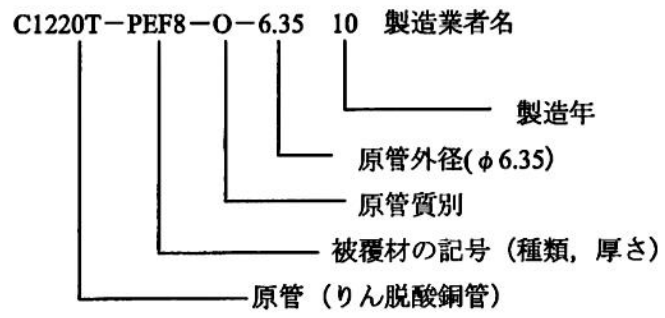 C1220T－PEF8－O－6.35 10 製造業者名
製造年
原管外径(φ6.35)
原管質別
被覆材の記号（種類，厚さ）
原管（りん脱酸銅管）